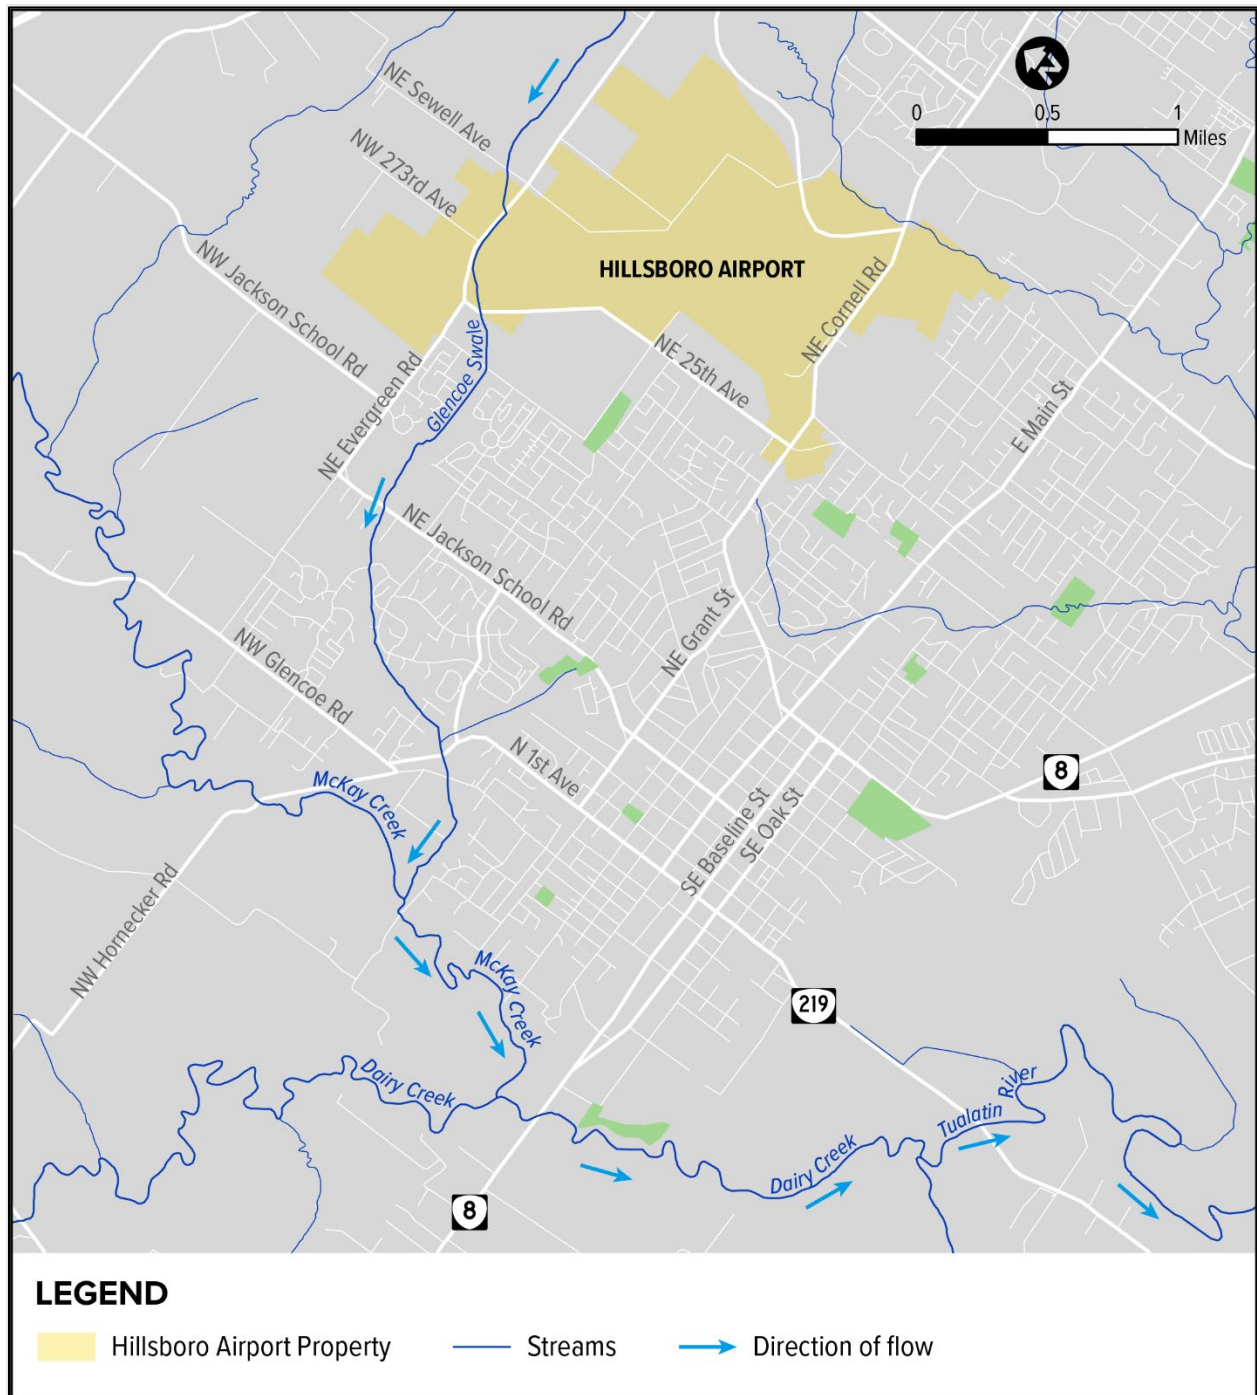 N
0 0.5 1
Miles
NE Sewell Ave
NW 273rd Ave
NW Jackson School Rd
HILLSBORO AIRPORT
NE Cornell Rd
NE 25th Ave
Glencoe Swale
NE Evergreen Rd
E Main St
NE Jackson School Rd
NE Grant St
NW Glencoe Rd
N 1st Ave
McKay Creek
8
SE Baseline St
SE Oak St
NW Hornecker Rd
McKay Creek
219
Dairy Creek
Tualatin River
Dairy Creek
8
LEGEND
Hillsboro Airport Property
Streams
Direction of flow